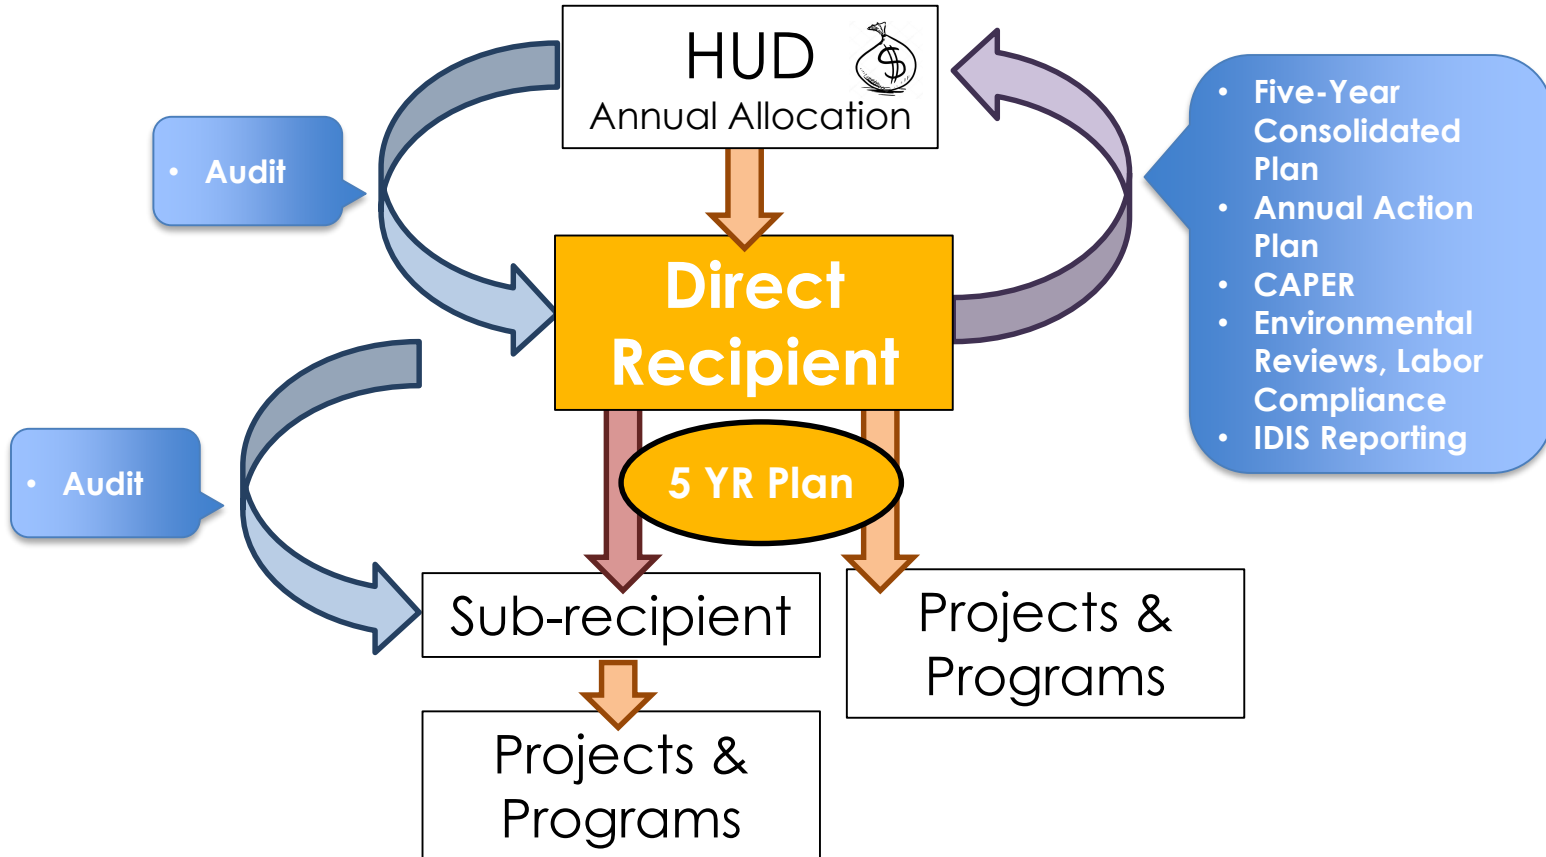 HUD
$
Annual Allocation
• Audit
• Five-Year
Consolidated
Plan
• Annual Action
Plan
• CAPER
• Environmental
Reviews, Labor
Compliance
• IDIS Reporting
Direct
Recipient
• Audit
5 YR Plan
Sub-recipient
Projects &
Programs
Projects &
Programs